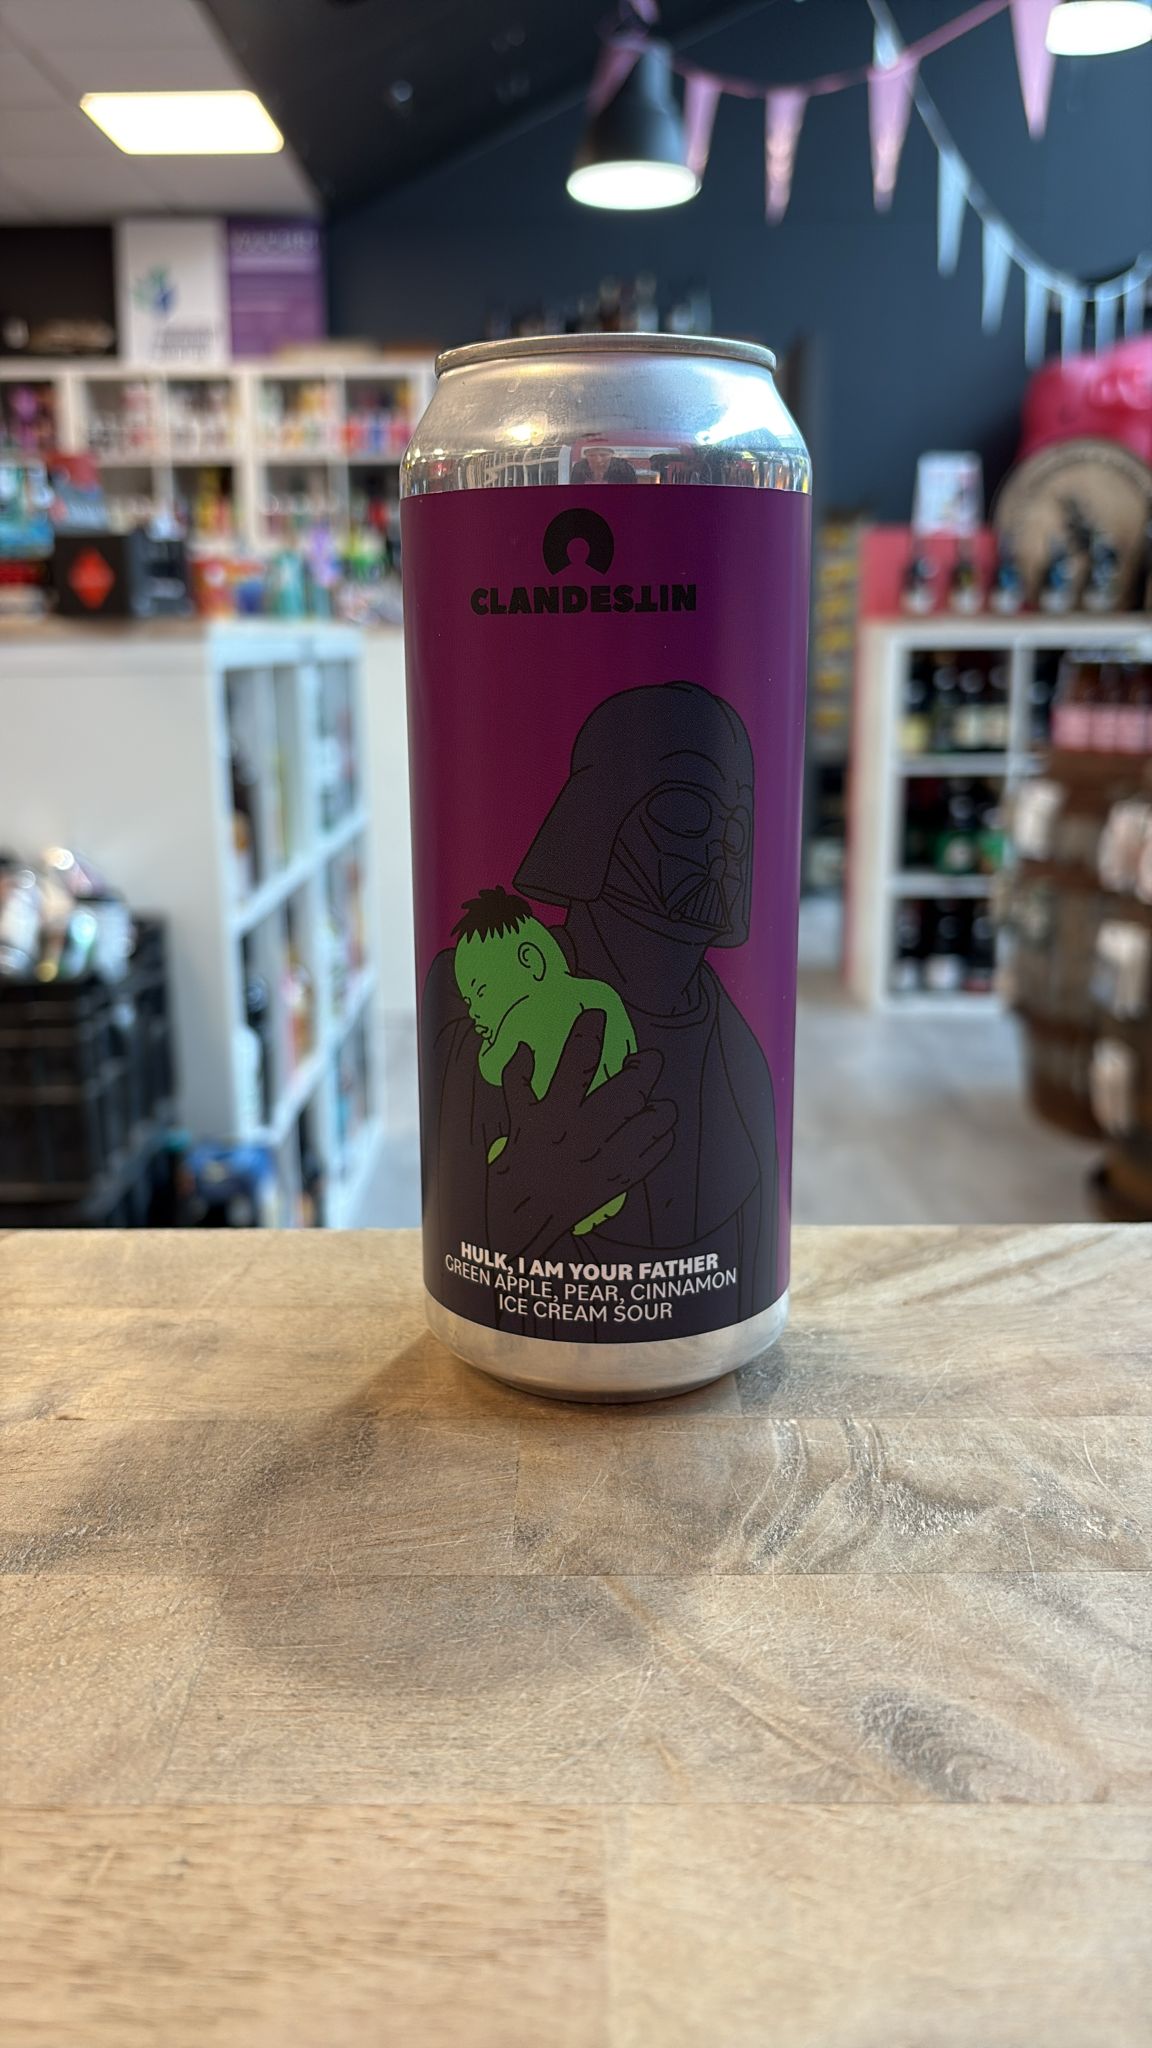 CLANDESTIN
HULK, I AM YOUR FATHER
GREEN APPLE, PEAR, CINNAMON
ICE CREAM SOUR